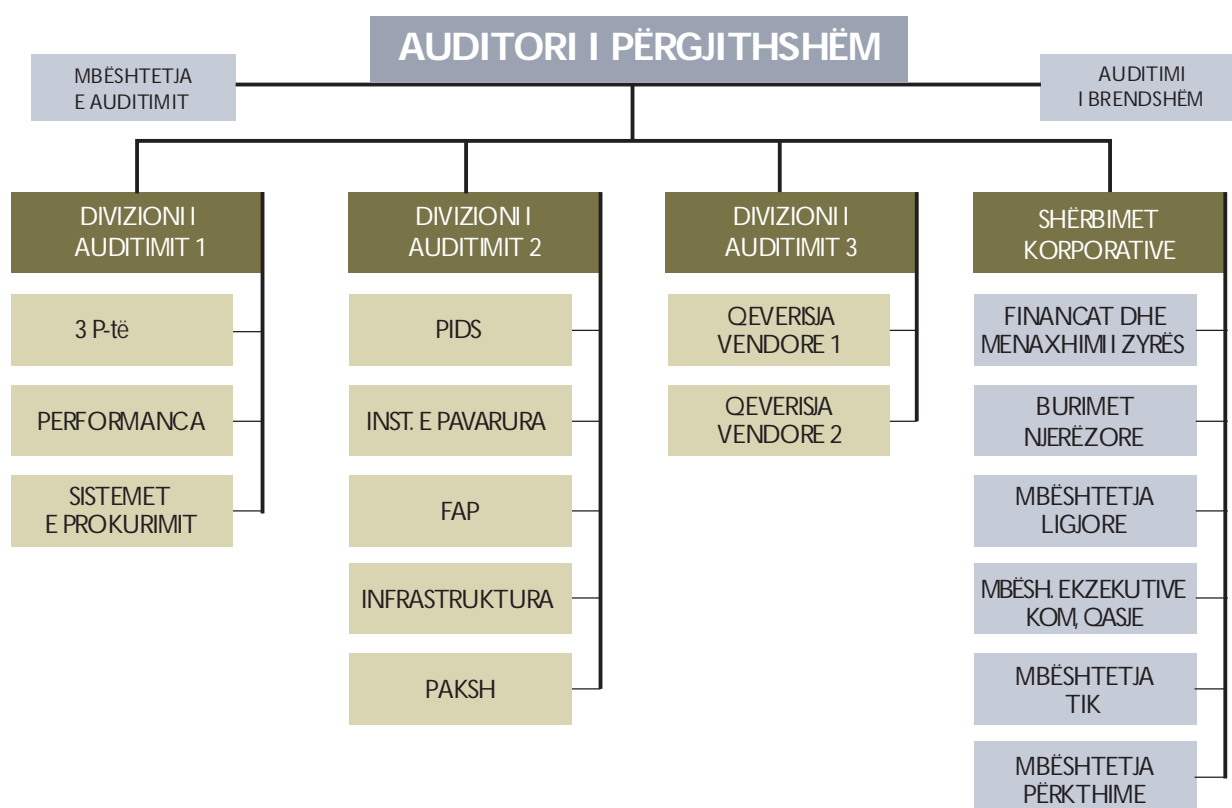 AUDITORI I PËRGJITHSHËM
MBËSHTETJA
E AUDITIMIT
AUDITIMI
I BRENDSHËM
DIVIZIONI I
AUDITIMIT 1
3 P-të
PERFORMANCA
SISTEMET
E PROKURIMIT
DIVIZIONI I
AUDITIMIT 2
PIDS
INST. E PAVARURA
FAP
INFRASTRUKTURA
PAKSH
DIVIZIONI I
AUDITIMIT 3
QEVERISJA
VENDORE 1
QEVERISJA
VENDORE 2
SHËRBIMET
KORPORATIVE
FINANCAT DHE
MENAXHIMI I ZYRËS
BURIMET
NJERËZORE
MBËSHTETJA
LIGJORE
MBËSH. EKZEKUTIVE
KOM, QASJE
MBËSHTETJA
TIK
MBËSHTETJA
PËRKTHIME